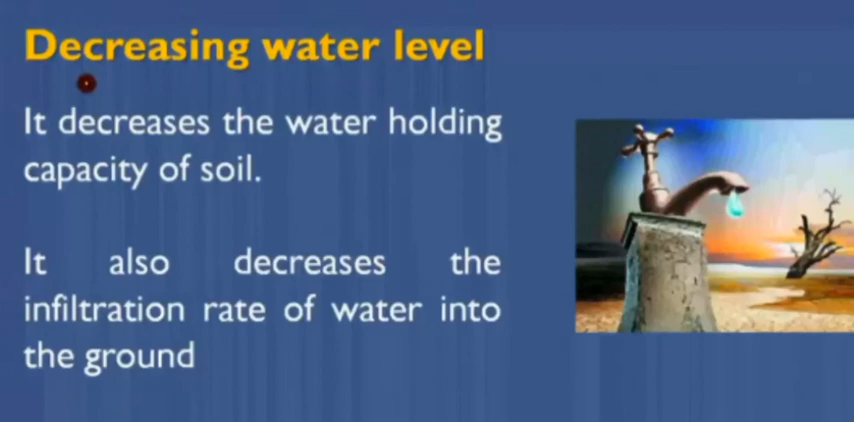 Decreasing water level
It decreases the water holding
capacity of soil.
It also decreases the
infiltration rate of water into
the ground